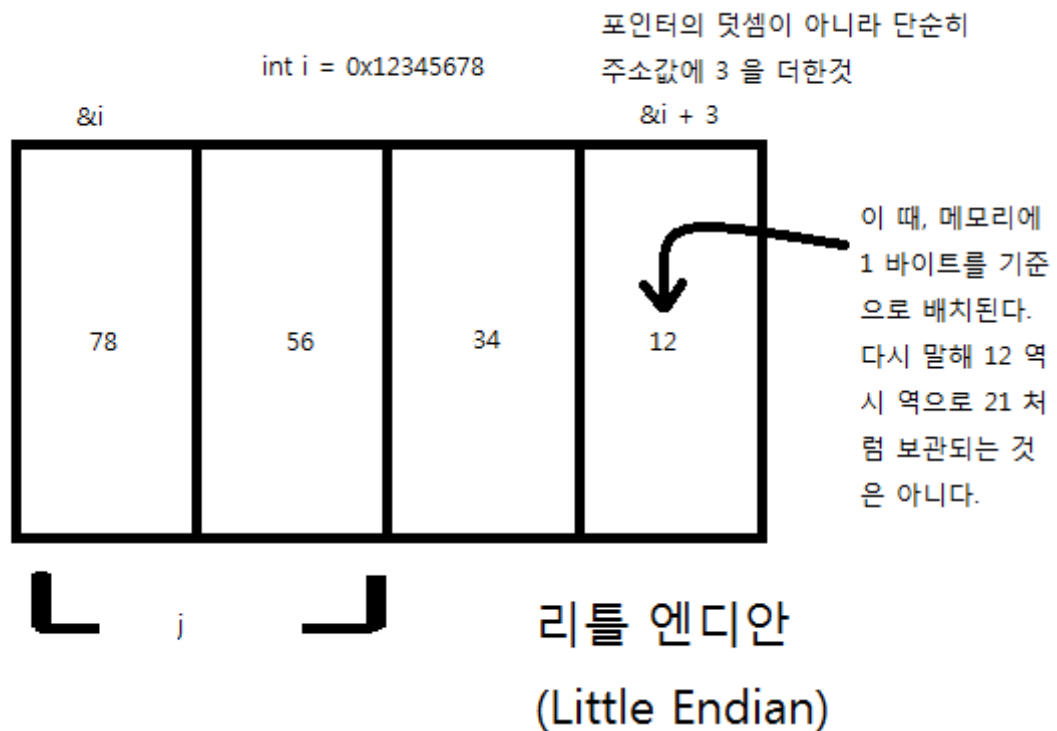 포인터의 덧셈이 아니라 단순히
int i = 0x12345678
주소값에 3 을 더한것
&i
&i + 3
이 때, 메모리에
1 바이트를 기준
으로 배치된다.
다시 말해 12 역
시 역으로 21 처
럼 보관되는 것
은 아니다.
78
56
34
12
j
리틀 엔디안
(Little Endian)